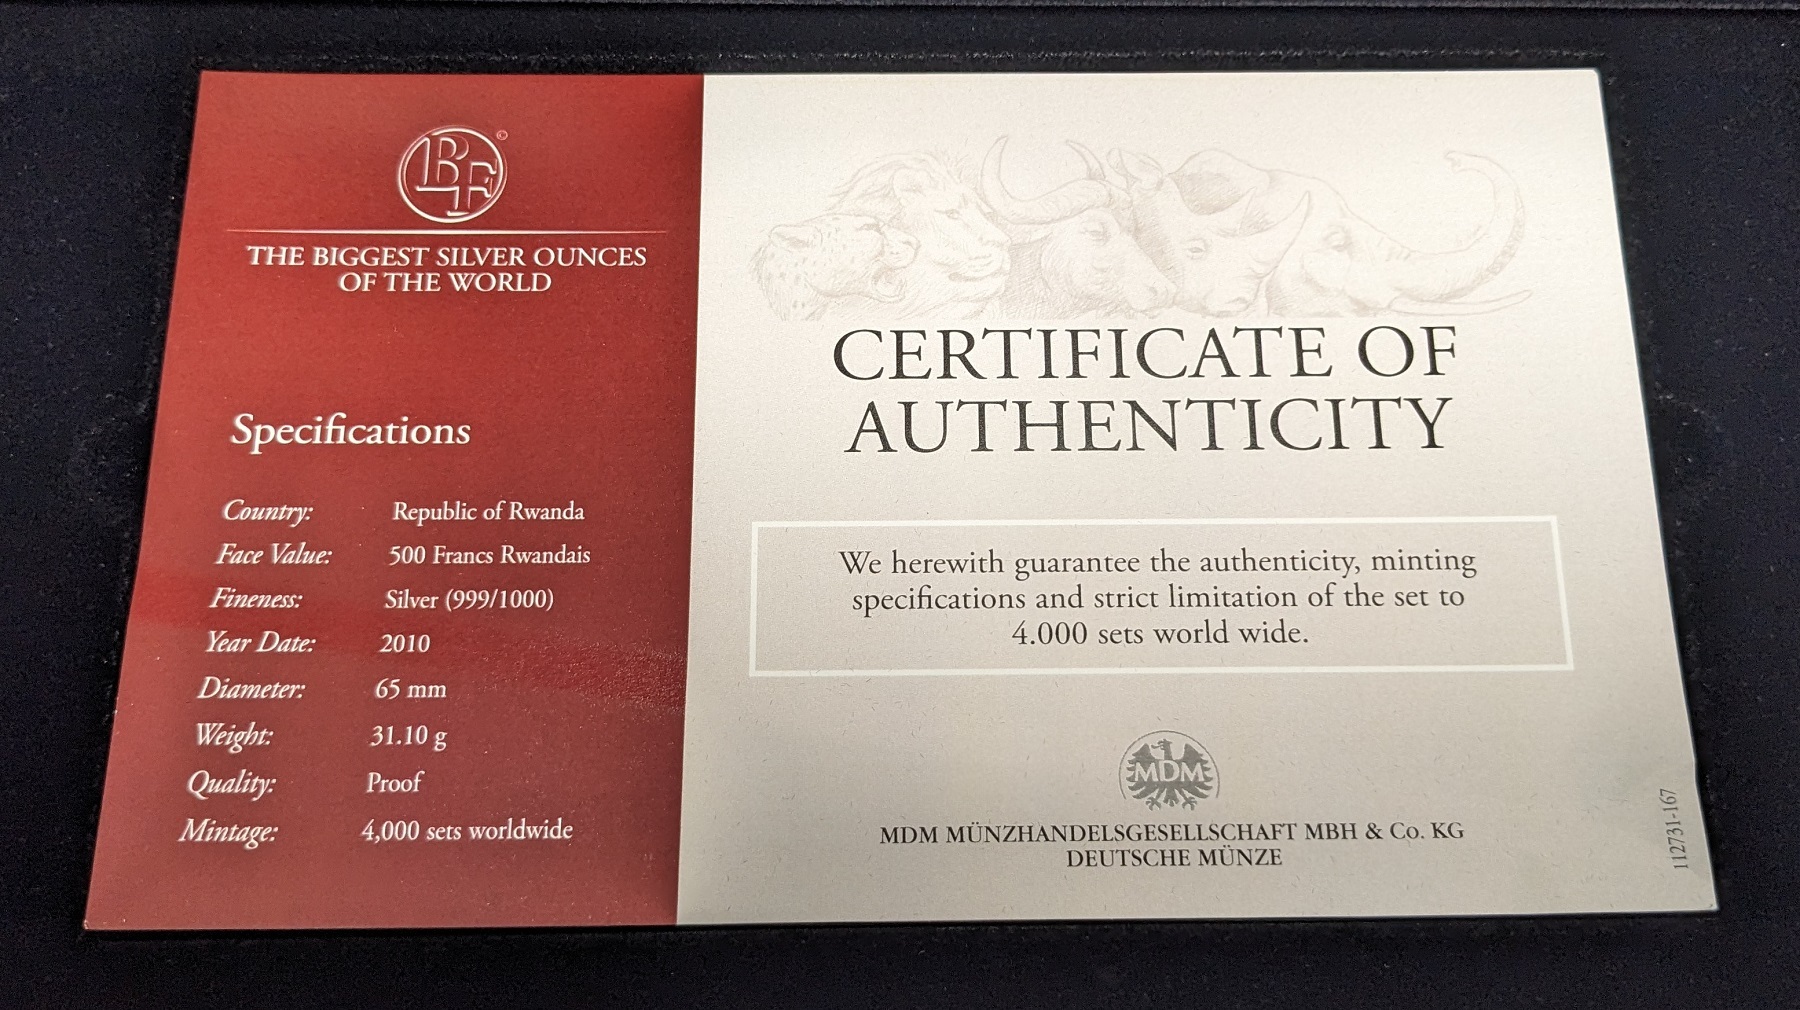 BF
©
THE BIGGEST SILVER OUNCES
OF THE WORLD
Specifications
Country: Republic of Rwanda
Face Value: 500 Francs Rwandais
Fineness: Silver (999/1000)
Year Date: 2010
Diameter: 65 mm
Weight: 31.10 g
Quality: Proof
Mintage: 4,000 sets worldwide
CERTIFICATE OF
AUTHENTICITY
We herewith guarantee the authenticity, minting
specifications and strict limitation of the set to
4.000 sets world wide.
MDM
MDM MÜNZHANDELSGESELLSCHAFT MBH & Co. KG
DEUTSCHE MÜNZE
112731-167